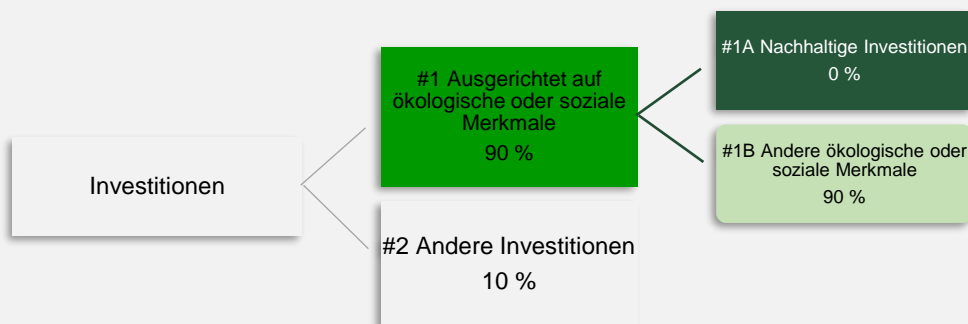 Investitionen
#1 Ausgerichtet auf
ökologische oder soziale
Merkmale
90 %
#2 Andere Investitionen
10 %
#1A Nachhaltige Investitionen
0 %
#1B Andere ökologische oder
soziale Merkmale
90 %